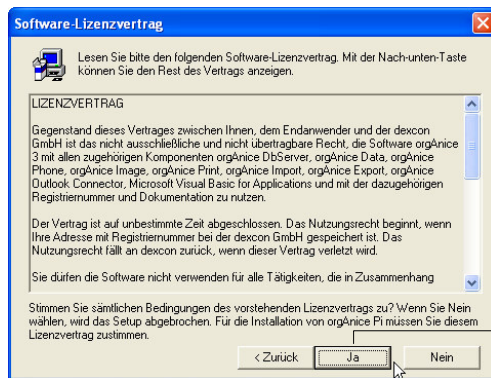 Software-Lizenzvertrag
Lesen Sie bitte den folgenden Software-Lizenzvertrag. Mit der Nach-unten-Taste
können Sie den Rest des Vertrags anzeigen.
LIZENZVERTRAG
Gegenstand dieses Vertrages zwischen Ihnen, dem Endanwender und der dexcon
GmbH ist das nicht ausschließliche und nicht übertragbare Recht, die Software orgAnice
3 mit allen zugehörigen Komponenten orgAnice DbServer, orgAnice Data, orgAnice
Phone, orgAnice Image, orgAnice Print, orgAnice Import, orgAnice Export, orgAnice
Outlook Connector, Microsoft Visual Basic for Applications und mit der dazugehörigen
Registriernummer und Dokumentation zu nutzen.
Der Vertrag ist auf unbestimmte Zeit abgeschlossen. Das Nutzungsrecht beginnt, wenn
Ihre Adresse mit Registriernummer bei der dexcon GmbH gespeichert ist. Das
Nutzungsrecht fällt an dexcon zurück, wenn dieser Vertrag verletzt wird.
Sie dürfen die Software nicht verwenden für alle Tätigkeiten, die in Zusammenhang
Stimmen Sie sämtlichen Bedingungen des vorstehenden Lizenzvertrags zu? Wenn Sie Nein
wählen, wird das Setup abgebrochen. Für die Installation von orgAnice Pi müssen Sie diesem
Lizenzvertrag zustimmen.
< Zurück Ja Nein